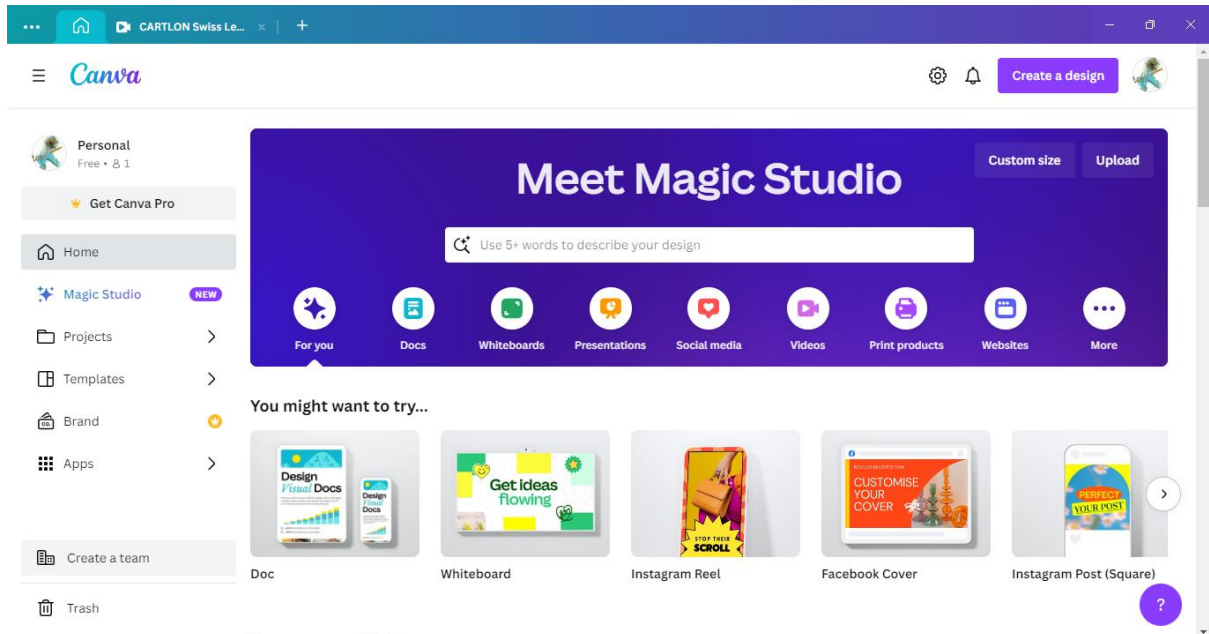 CARTLON Swiss Le...
Canva
Create a design
Personal
Free • 1
Get Canva Pro
Home
Magic Studio NEW
Projects
Templates
Brand
Apps
Create a team
Trash
Meet Magic Studio
Custom size Upload
Use 5+ words to describe your design
For you Docs Whiteboards Presentations Social media Videos Print products Websites More
You might want to try...
Design
Visual Docs
Design
Visual
Docs
Get ideas
flowing
STOP THEIR
SCROLL
CUSTOMISE
YOUR
COVER
PERFECT
YOUR POST
Doc Whiteboard Instagram Reel Facebook Cover Instagram Post (Square)
?